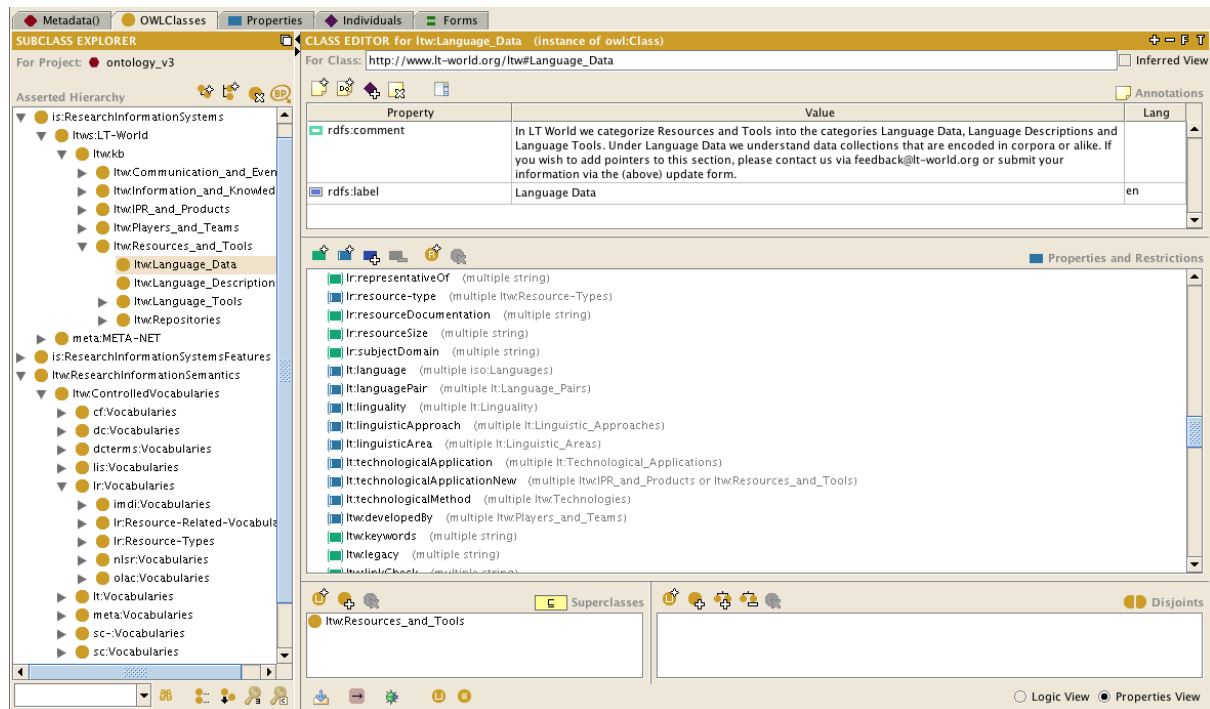 Metadata() OWLClasses Properties Individuals Forms
SUBCLASS EXPLORER
For Project: ontology_v3
Asserted Hierarchy
is:ResearchInformationSystems
ltws:LT-World
ltw:kb
ltw:Communication_and_Even
ltw:Information_and_Knowled
ltw:IPR_and_Products
ltw:Players_and_Teams
ltw:Resources_and_Tools
ltw:Language_Data
ltw:Language_Description
ltw:Language_Tools
ltw:Repositories
meta:META-NET
is:ResearchInformationSystemsFeatures
ltw:ResearchInformationSemantics
ltw:ControlledVocabularies
cf:Vocabularies
dc:Vocabularies
dcterms:Vocabularies
lis:Vocabularies
lr:Vocabularies
imdi:Vocabularies
lr:Resource-Related-Vocabula
lr:Resource-Types
nlsr:Vocabularies
olac:Vocabularies
lt:Vocabularies
meta:Vocabularies
sc-:Vocabularies
sc:Vocabularies
CLASS EDITOR for ltw:Language_Data (instance of owl:Class)
F T
For Class: http://www.lt-world.org/ltw#Language_Data Inferred View
Annotations
Property Value Lang
rdfs:comment In LT World we categorize Resources and Tools into the categories Language Data, Language Descriptions and
Language Tools. Under Language Data we understand data collections that are encoded in corpora or alike. If
you wish to add pointers to this section, please contact us via feedback@lt-world.org or submit your
information via the (above) update form.
rdfs:label Language Data en
Properties and Restrictions
lr:representativeOf (multiple string)
lr:resource-type (multiple ltw:Resource-Types)
lr:resourceDocumentation (multiple string)
lr:resourceSize (multiple string)
lr:subjectDomain (multiple string)
lt:language (multiple iso:Languages)
lt:languagePair (multiple lt:Language_Pairs)
lt:linguality (multiple lt:Linguality)
lt:linguisticApproach (multiple lt:Linguistic_Approaches)
lt:linguisticArea (multiple lt:Linguistic_Areas)
lt:technologicalApplication (multiple lt:Technological_Applications)
lt:technologicalApplicationNew (multiple ltw:IPR_and_Products or ltw:Resources_and_Tools)
lt:technologicalMethod (multiple ltw:Technologies)
ltw:developedBy (multiple ltw:Players_and_Teams)
ltw:keywords (multiple string)
ltw:legacy (multiple string)
ltw:linkCheck (multiple string)
Superclasses
Disjoints
ltw:Resources_and_Tools
Logic View Properties View